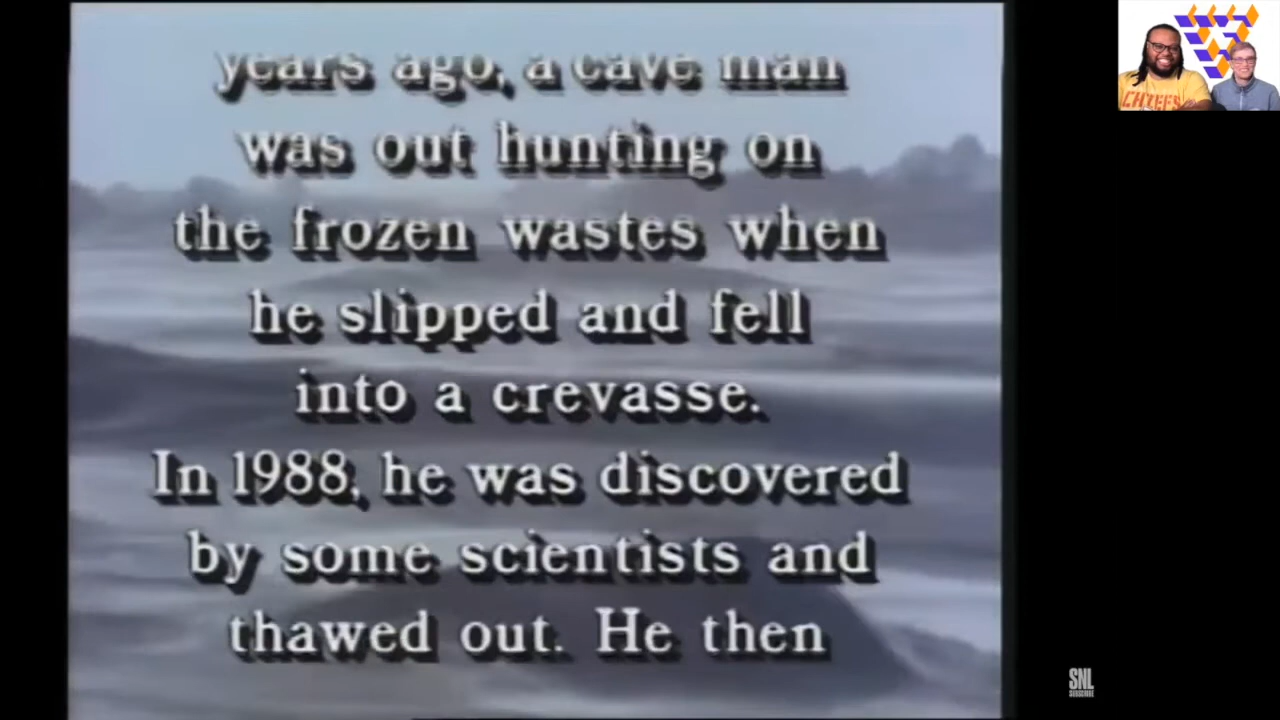 years ago, a cave man
was out hunting on
the frozen wastes when
he slipped and fell
into a crevasse.
In 1988, he was discovered
by some scientists and
thawed out. He then
CHIEFS
SNL
SUBSCRIBE